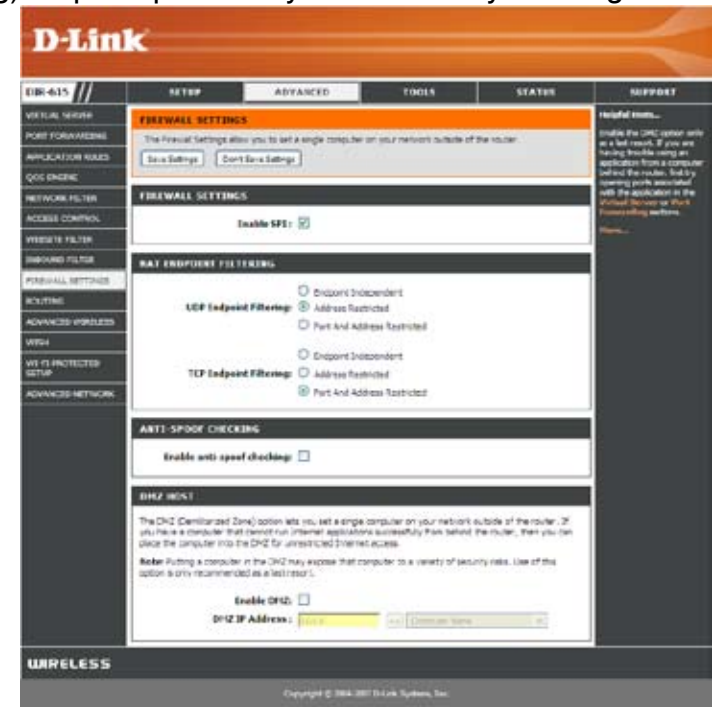 D-Link
DIR-615 //
SETUP
ADVANCED
TOOLS
STATUS
SUPPORT
VIRTUAL SERVER
PORT FORWARDING
APPLICATION RULES
QOS ENGINE
NETWORK FILTER
ACCESS CONTROL
WEBSITE FILTER
INBOUND FILTER
FIREWALL SETTINGS
ROUTING
ADVANCED WIRELESS
WISH
WI-FI PROTECTED
SETUP
ADVANCED NETWORK
FIREWALL SETTINGS
The Firewall Settings allow you to set a single computer on your network outside of the router.
Save Settings
Don't Save Settings
FIREWALL SETTINGS
Enable SPI :
NAT ENDPOINT FILTERING
UDP Endpoint Filtering:
Endpoint Independent
Address Restricted
Port And Address Restricted
TCP Endpoint Filtering:
Endpoint Independent
Address Restricted
Port And Address Restricted
ANTI-SPOOF CHECKING
Enable anti-spoof checking:
DMZ HOST
The DMZ (Demilitarized Zone) option lets you set a single computer on your network outside of the router. If
you have a computer that cannot run Internet applications successfully from behind the router, then you can
place the computer into the DMZ for unrestricted Internet access.
Note: Putting a computer in the DMZ may expose that computer to a variety of security risks. Use of this
option is only recommended as a last resort.
Enable DMZ:
DMZ IP Address :
<<
Computer Name
Helpful Hints...
Enable the DMZ option only
as a last resort. If you are
having trouble using an
application from a computer
behind the router, first try
opening ports associated
with the application in the
Virtual Server or Port
Forwarding sections.
More...
WIRELESS
Copyright © 2004-2007 D-Link Systems, Inc.